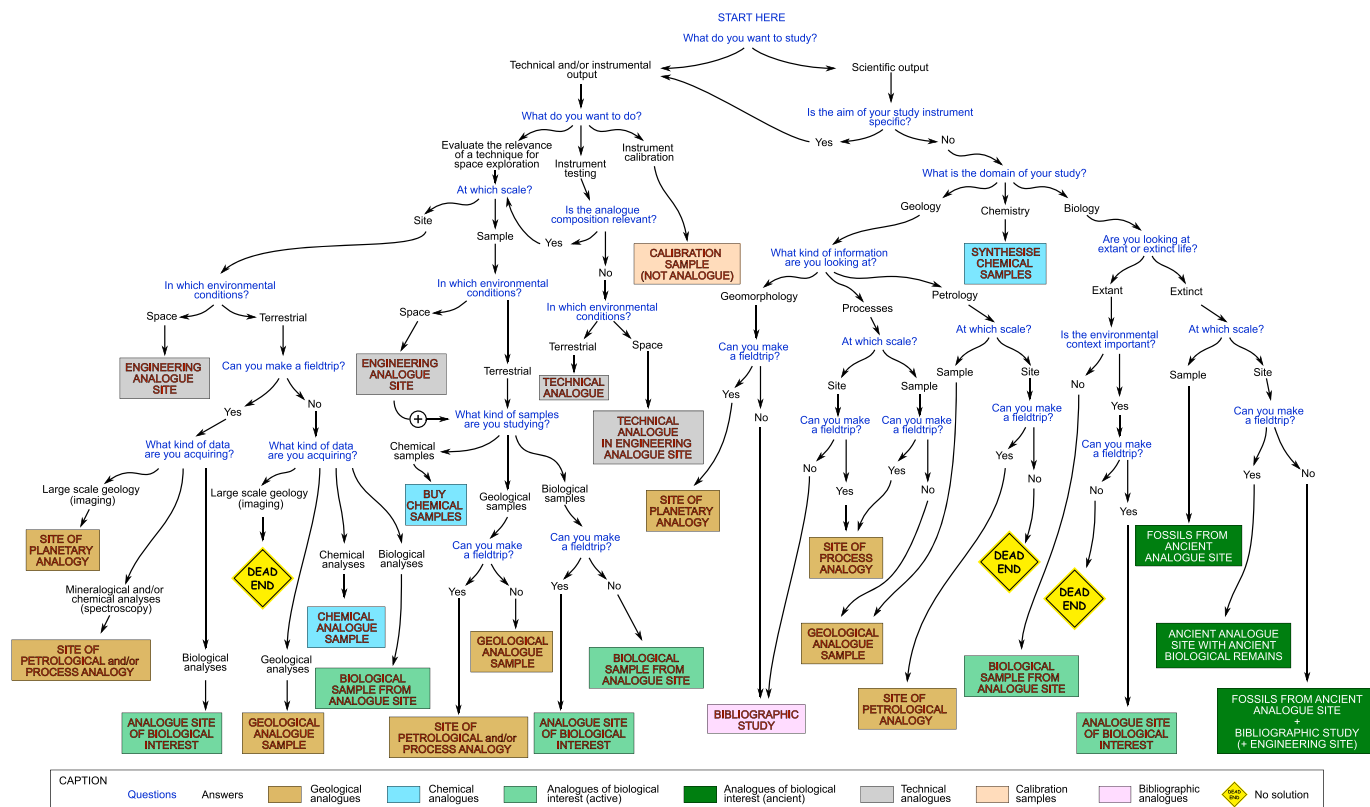 START HERE
What do you want to study?
Technical and/or instrumental
output
Scientific output
What do you want to do?
Is the aim of your study instrument
specific?
Yes
No
Evaluate the relevance
of a technique for
space exploration
Instrument
testing
Instrument
calibration
What is the domain of your study?
At which scale?
Is the analogue
composition relevant?
Geology
Chemistry
Biology
Site
Sample
Yes
No
CALIBRATION
SAMPLE
(NOT ANALOGUE)
What kind of information
are you looking at?
SYNTHESISE
CHEMICAL
SAMPLES
Are you looking at
extant or extinct life?
In which environmental
conditions?
Space
Terrestrial
In which environmental
conditions?
Space
Terrestrial
In which environmental
conditions?
Terrestrial
Space
Geomorphology
Processes
Petrology
Extant
Extinct
ENGINEERING
ANALOGUE
SITE
Can you make a fieldtrip?
ENGINEERING
ANALOGUE
SITE
TECHNICAL
ANALOGUE
TECHNICAL
ANALOGUE
IN ENGINEERING
ANALOGUE SITE
Can you make
a fieldtrip?
At which scale?
At which scale?
Is the environmental
context important?
At which scale?
Yes
No
+
What kind of samples
are you studying?
Yes
No
Site
Sample
Sample
Site
No
Yes
Sample
Site
What kind of data
are you acquiring?
What kind of data
are you acquiring?
Chemical
samples
Geological
samples
Biological
samples
Can you make
a fieldtrip?
Can you make
a fieldtrip?
Can you make
a fieldtrip?
Can you make
a fieldtrip?
Can you make
a fieldtrip?
Large scale geology
(imaging)
Large scale geology
(imaging)
BUY
CHEMICAL
SAMPLES
SITE OF
PLANETARY
ANALOGY
No
Yes
Yes
No
Yes
No
No
Yes
Yes
No
SITE OF
PLANETARY
ANALOGY
DEAD
END
Chemical
analyses
Biological
analyses
Can you make
a fieldtrip?
Can you make
a fieldtrip?
SITE OF
PROCESS
ANALOGY
DEAD
END
DEAD
END
FOSSILS FROM
ANCIENT
ANALOGUE SITE
Mineralogical and/or
chemical analyses
(spectroscopy)
Yes
No
Yes
No
CHEMICAL
ANALOGUE
SAMPLE
GEOLOGICAL
ANALOGUE
SAMPLE
GEOLOGICAL
ANALOGUE
SAMPLE
ANCIENT ANALOGUE
SITE WITH ANCIENT
BIOLOGICAL REMAINS
SITE OF
PETROLOGICAL and/or
PROCESS ANALOGY
Biological
analyses
Geological
analyses
BIOLOGICAL
SAMPLE FROM
ANALOGUE SITE
BIOLOGICAL
SAMPLE FROM
ANALOGUE SITE
BIOLOGICAL
SAMPLE FROM
ANALOGUE SITE
ANALOGUE SITE
OF BIOLOGICAL
INTEREST
GEOLOGICAL
ANALOGUE
SAMPLE
SITE OF
PETROLOGICAL and/or
PROCESS ANALOGY
ANALOGUE SITE
OF BIOLOGICAL
INTEREST
BIBLIOGRAPHIC
STUDY
SITE OF
PETROLOGICAL
ANALOGY
ANALOGUE SITE
OF BIOLOGICAL
INTEREST
FOSSILS FROM ANCIENT
ANALOGUE SITE
+
BIBLIOGRAPHIC STUDY
(+ ENGINEERING SITE)
CAPTION
Questions
Answers
Geological
analogues
Chemical
analogues
Analogues of biological
interest (active)
Analogues of biological
interest (ancient)
Technical
analogues
Calibration
samples
Bibliographic
analogues
DEAD
END
No solution